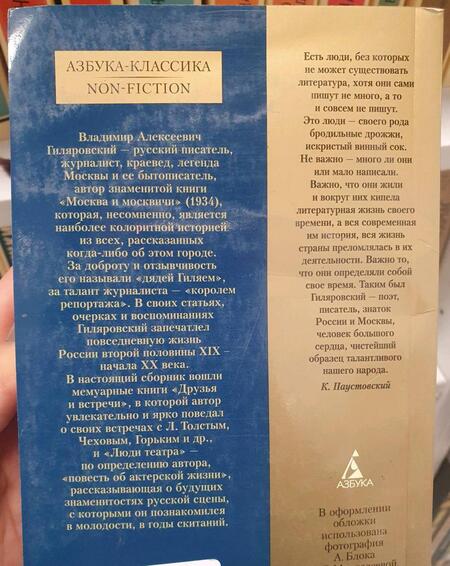 АЗБУКА-КЛАССИКА
NON-FICTION
Владимир Алексеевич
Гиляровский — русский писатель,
журналист, краевед, легенда
Москвы и ее бытописатель,
автор знаменитой книги
«Москва и москвичи» (1934),
которая, несомненно, является
наиболее колоритной историей
из всех, рассказанных
когда-либо об этом городе.
За доброту и отзывчивость
его называли «дядей Гиляем»,
за талант журналиста — «королем
репортажа». В своих статьях,
очерках и воспоминаниях
Гиляровский запечатлел
повседневную жизнь
России второй половины XIX –
начала XX века.
В настоящий сборник вошли
мемуарные книги «Друзья
и встречи», в которой автор
увлекательно и ярко поведал
о своих встречах с Л. Толстым,
Чеховым, Горьким и др.,
и «Люди театра» —
по определению автора,
«повесть об актерской жизни»,
рассказывающая о будущих
знаменитостях русской сцены,
с которыми он познакомился
в молодости, в годы скитаний.
Есть люди, без которых
не может существовать
литература, хотя они сами
пишут не много, а то
и совсем не пишут.
Это люди — своего рода
бродильные дрожжи,
искристый винный сок.
Не важно — много ли они
или мало написали.
Важно, что они жили
и вокруг них кипела
литературная жизнь своего
времени, а вся современная
им история, вся жизнь
страны преломлялась в их
деятельности. Важно то,
что они определяли собой
свое время. Таким был
Гиляровский — поэт,
писатель, знаток
России и Москвы,
человек большого
сердца, чистейший
образец талантливого
нашего народа.
К. Паустовский
АЗБУКА
В оформлении
обложки
использована
фотография
А. Блока